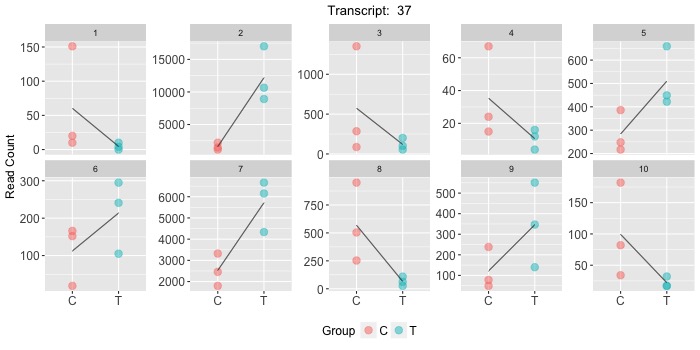 Transcript: 37
1 2 3 4 5
150 100 50 0
15000 10000 5000
1000 500 0
60 40 20
600 500 400 300 200
Read Count
6 7 8 9 10
300 200 100
6000 5000 4000 3000 2000
750 500 250 0
500 400 300 200 100
150 100 50
C T C T C T C T C T
Group C T